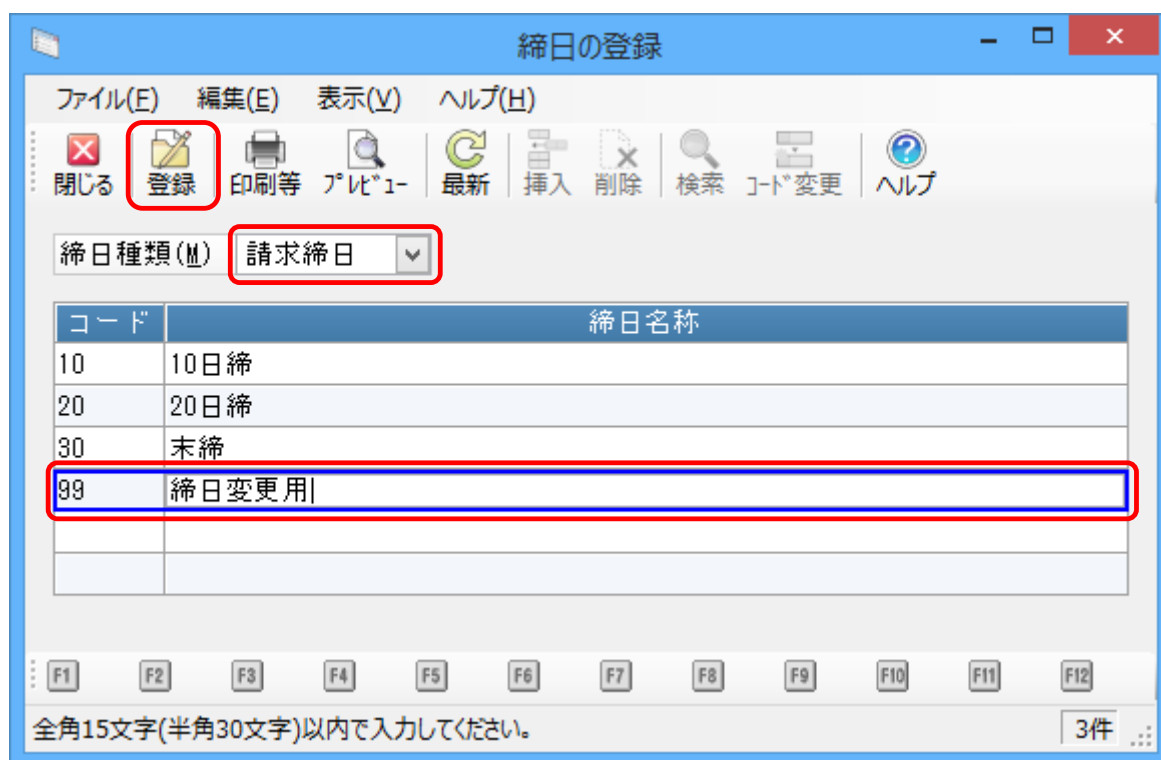 締日の登録
ファイル(F) 編集(E) 表示(V) ヘルプ(H)
閉じる 登録 印刷等 ﾌﾟﾚﾋﾞｭｰ 最新 挿入 削除 検索 ｺｰﾄﾞ変更 ヘルプ
締日種類(M) 請求締日
コード 締日名称
10 10日締
20 20日締
30 末締
99 締日変更用
F1 F2 F3 F4 F5 F6 F7 F8 F9 F10 F11 F12
全角15文字(半角30文字)以内で入力してください。 3件